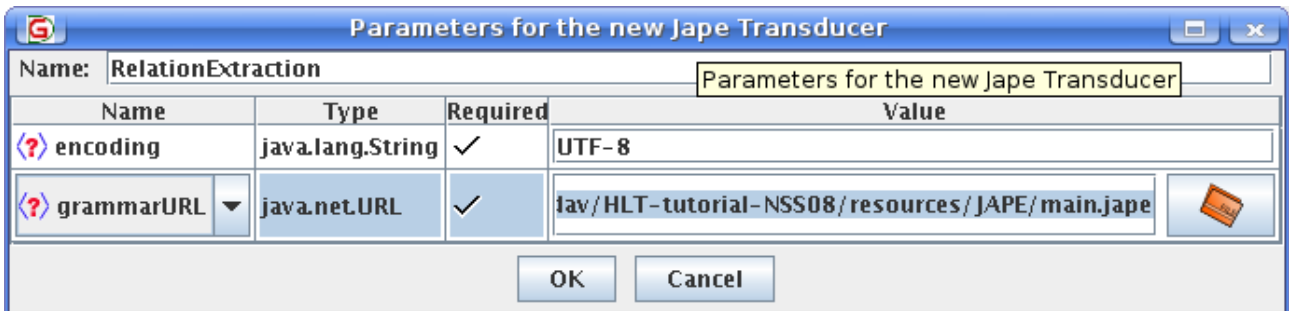 Parameters for the new Jape Transducer
Name: RelationExtraction
Parameters for the new Jape Transducer
Name Type Required Value
<?> encoding java.lang.String ✓ UTF-8
<?> grammarURL java.net.URL ✓ dav/HLT-tutorial-NSS08/resources/JAPE/main.jape
OK Cancel